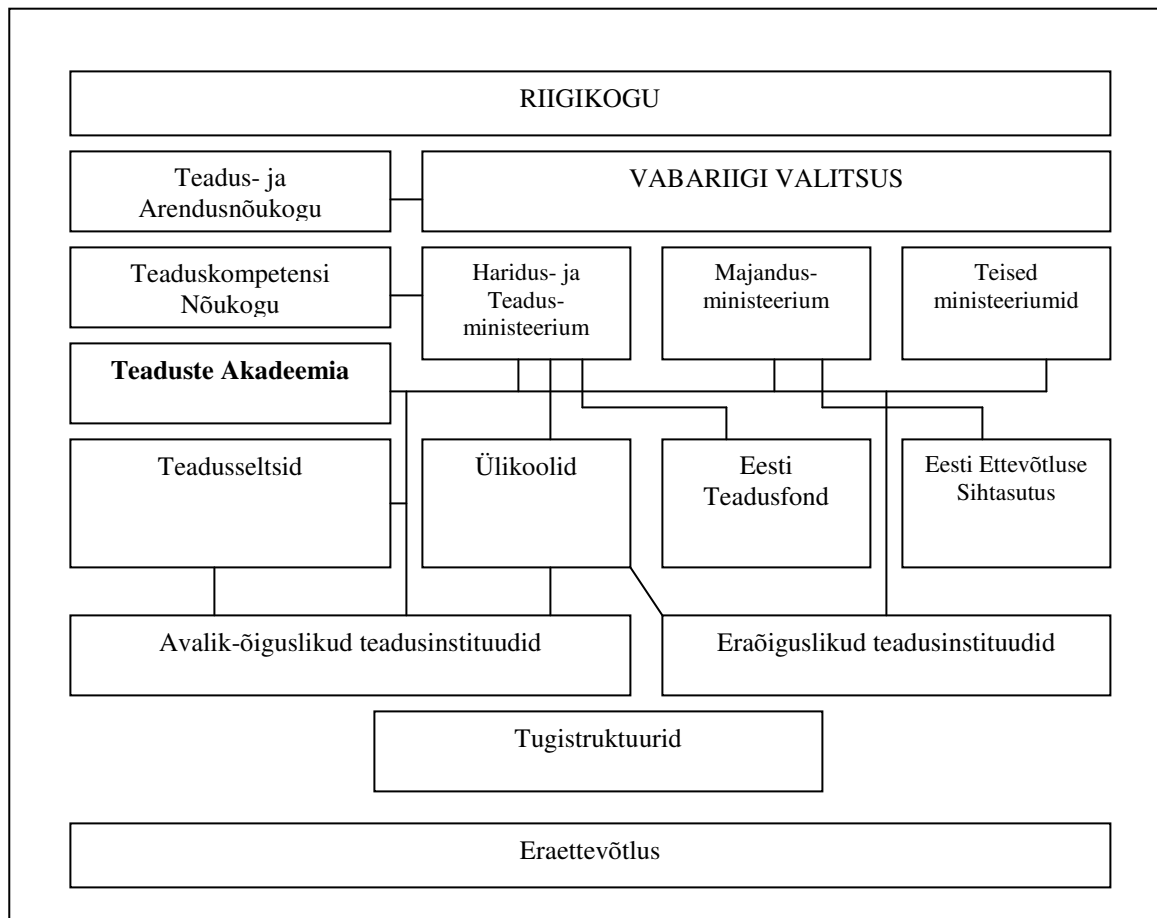 RIIGIKOGU
Teadus- ja
Arendusnõukogu
VABARIIGI VALITSUS
Teaduskompetensi
Nõukogu
Haridus- ja
Teadus-
ministeerium
Majandus-
ministeerium
Teised
ministeeriumid
Teaduste Akadeemia
Teadusseltsid
Ülikoolid
Eesti
Teadusfond
Eesti Ettevõtluse
Sihtasutus
Avalik-õiguslikud teadusinstituudid
Eraõiguslikud teadusinstituudid
Tugistruktuurid
Eraettevõtlus